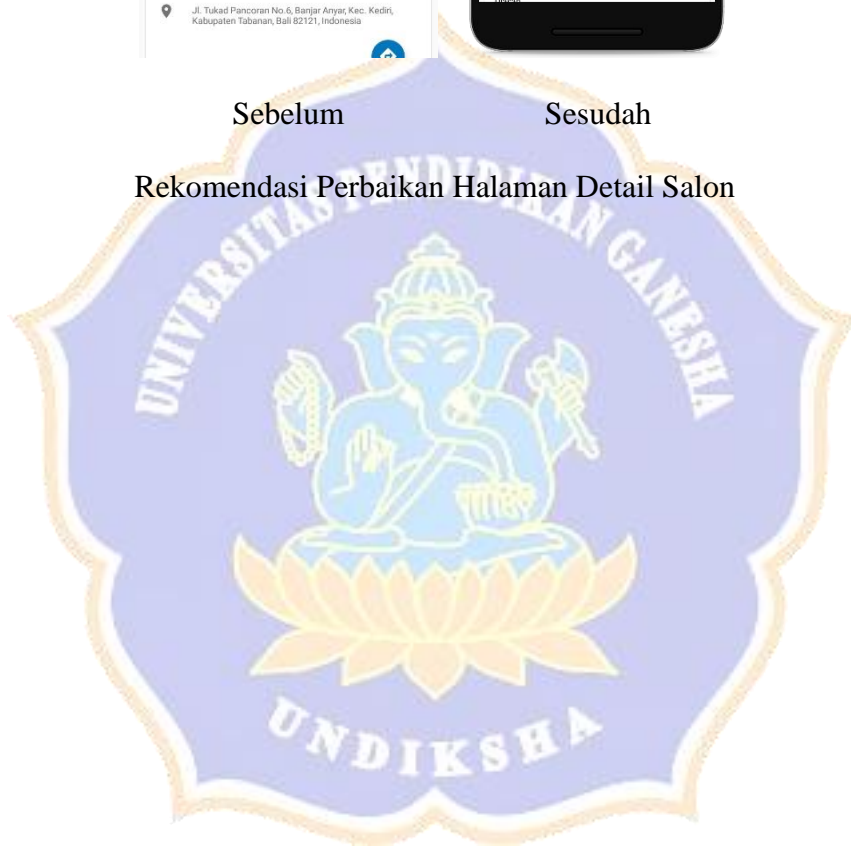 Jl. Tukad Pancoran No.6, Banjar Anyar, Kec. Kediri,
Kabupaten Tabanan, Bali 82121, Indonesia
Sebelum Sesudah
Rekomendasi Perbaikan Halaman Detail Salon
UNIVERSITAS PENDIDIKAN GANESHA
UNDIKSHA